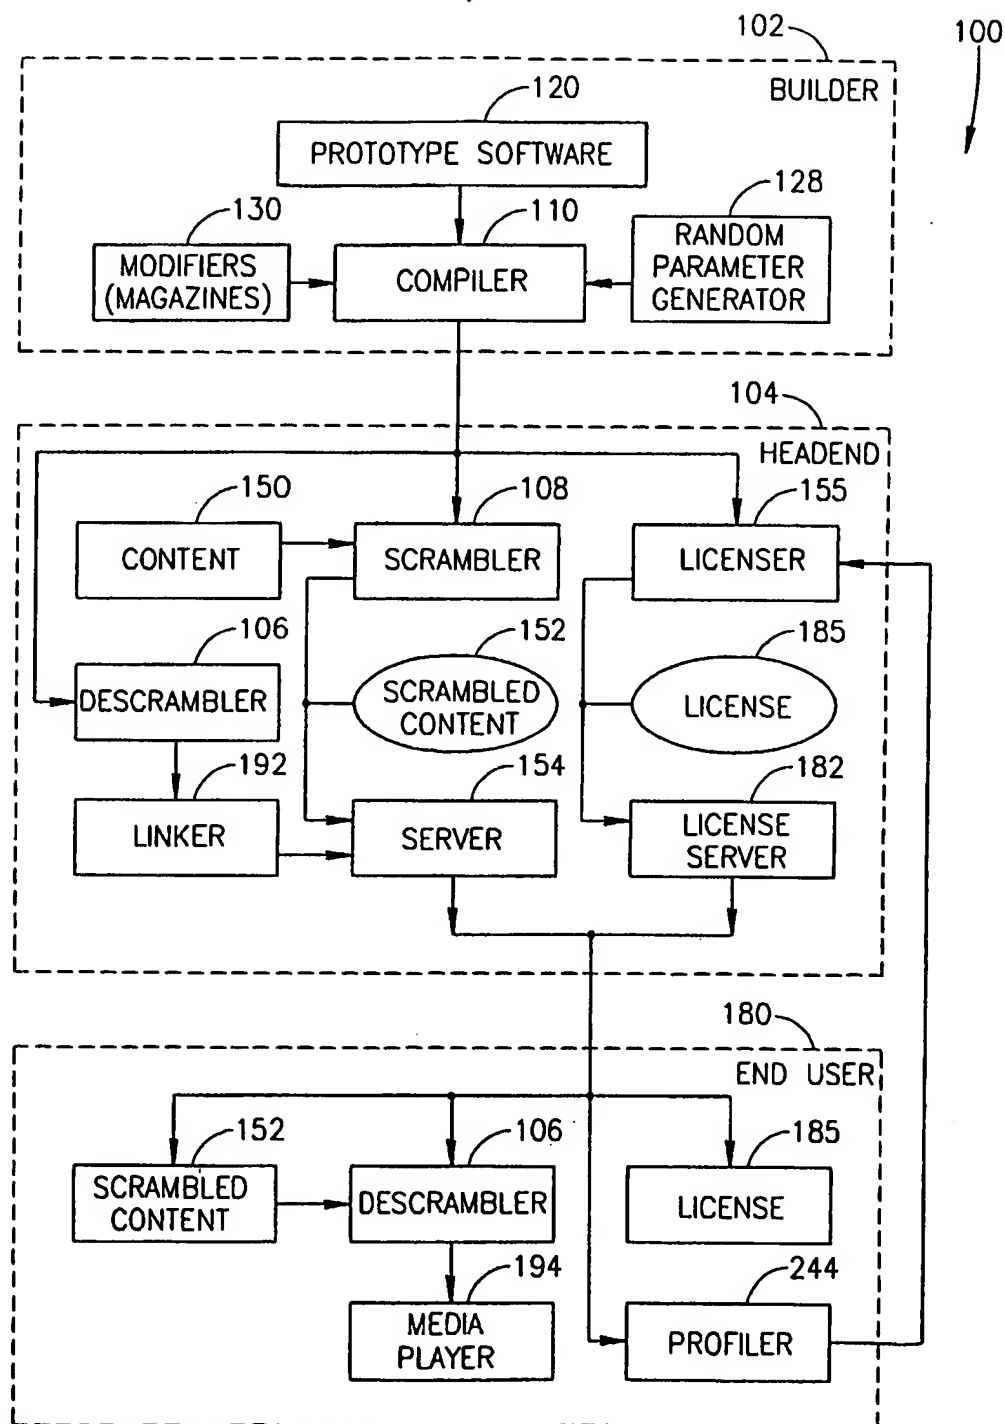 102
100
BUILDER
120
PROTOTYPE SOFTWARE
130
110
128
MODIFIERS
(MAGAZINES)
COMPILER
RANDOM
PARAMETER
GENERATOR
104
HEADEND
150
108
155
CONTENT
SCRAMBLER
LICENSER
106
152
185
DESCRAMBLER
SCRAMBLED
CONTENT
LICENSE
192
154
182
LINKER
SERVER
LICENSE
SERVER
180
END USER
152
106
185
SCRAMBLED
CONTENT
DESCRAMBLER
LICENSE
194
244
MEDIA
PLAYER
PROFILER